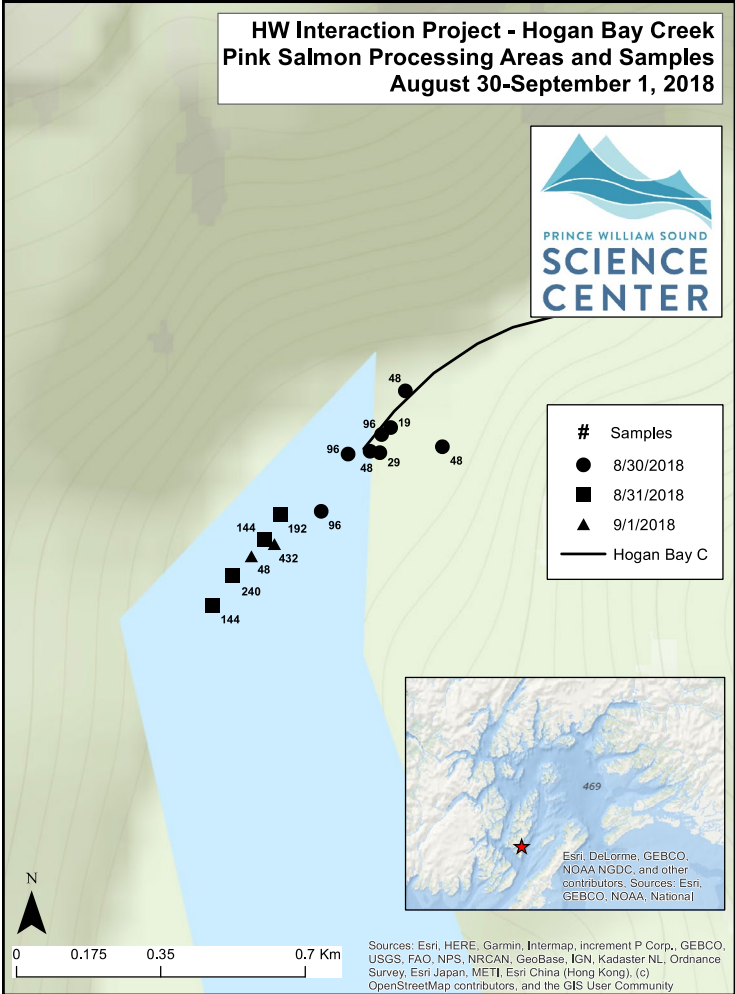 HW Interaction Project - Hogan Bay Creek
Pink Salmon Processing Areas and Samples
August 30-September 1, 2018
PRINCE WILLIAM SOUND
SCIENCE
CENTER
48
19
96
96
48
29
48
# Samples
8/30/2018
8/31/2018
9/1/2018
Hogan Bay C
96
192
144
432
48
240
144
469
Esri, DeLorme, GEBCO,
NOAA NGDC, and other
contributors, Sources: Esri,
GEBCO, NOAA, National
N
0 0.175 0.35 0.7 Km
Sources: Esri, HERE, Garmin, Intermap, increment P Corp., GEBCO,
USGS, FAO, NPS, NRCAN, GeoBase, IGN, Kadaster NL, Ordnance
Survey, Esri Japan, METI, Esri China (Hong Kong), (c)
OpenStreetMap contributors, and the GIS User Community